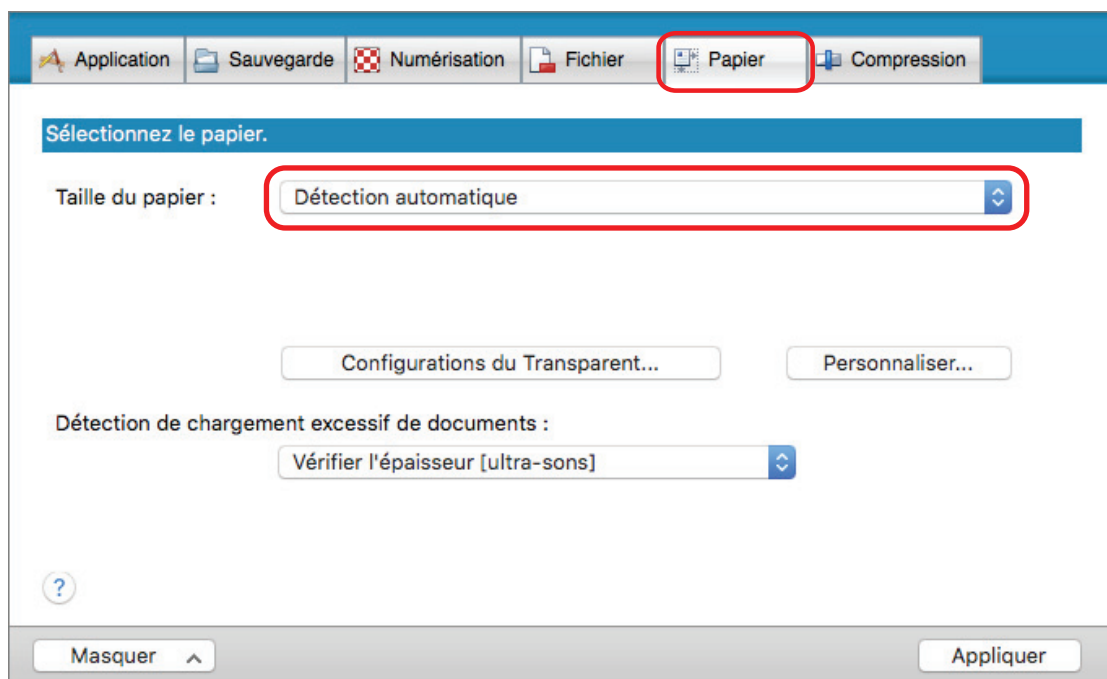 Application Sauvegarde Numérisation Fichier Papier Compression
Sélectionnez le papier.
Taille du papier : Détection automatique
Configurations du Transparent... Personnaliser...
Détection de chargement excessif de documents :
Vérifier l'épaisseur [ultra-sons]
?
Masquer Appliquer